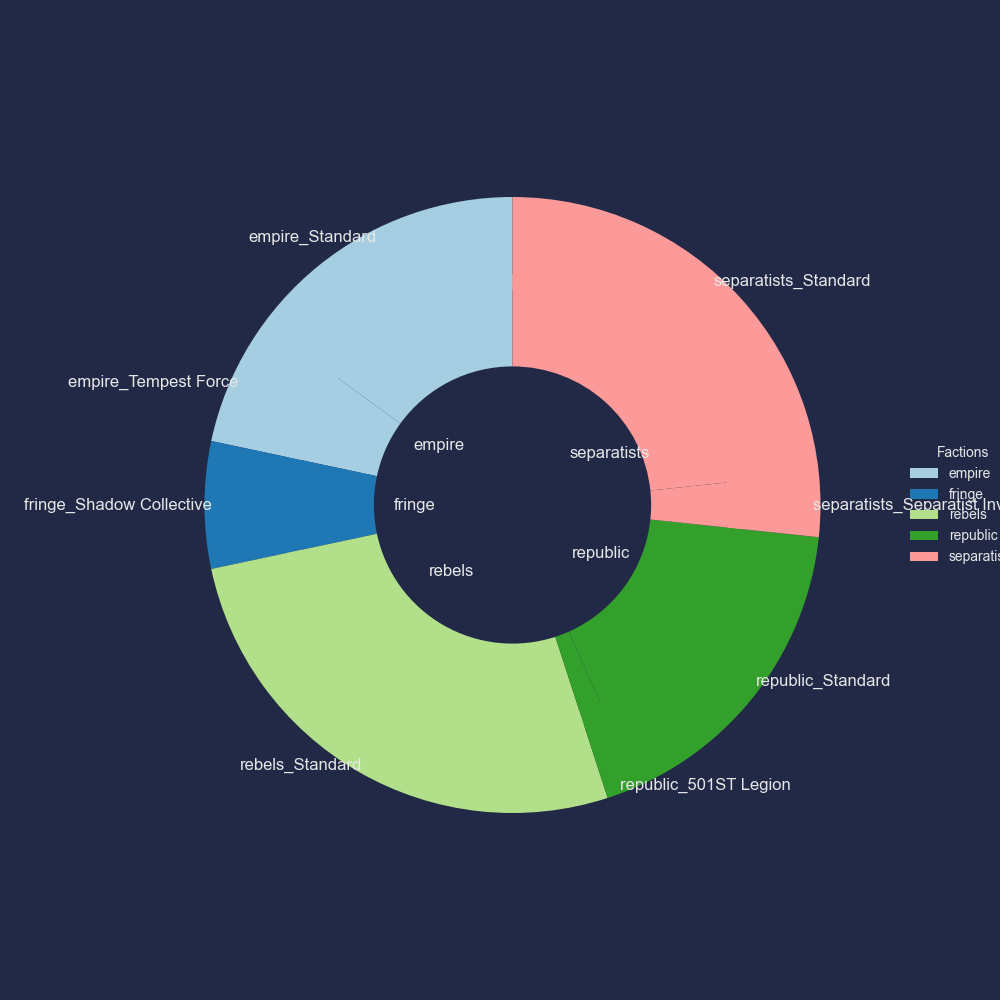 empire_Standard
separatists_Standard
empire_Tempest Force
empire
separatists
fringe_Shadow Collective
fringe
separatists_Separatist Inv
republic
rebels
republic_Standard
rebels_Standard
republic_501ST Legion
Factions
empire
fringe
rebels
republic
separatis